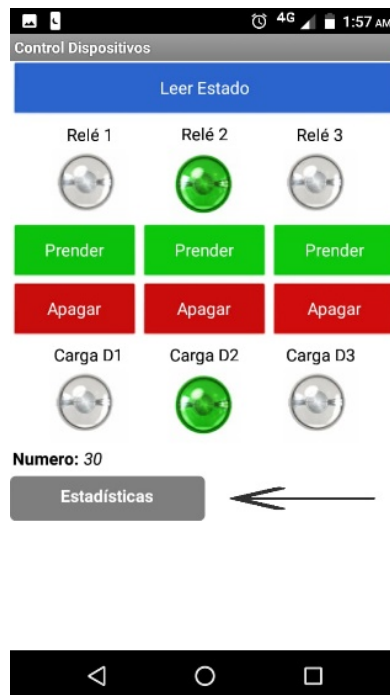 4G 1:57 AM
Control Dispositivos
Leer Estado
Relé 1 Relé 2 Relé 3
Prender Prender Prender
Apagar Apagar Apagar
Carga D1 Carga D2 Carga D3
Numero: 30
Estadísticas